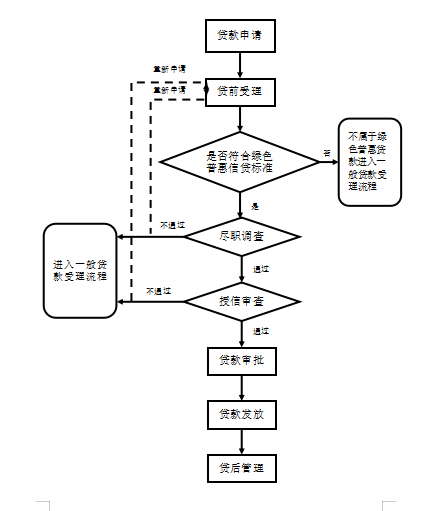 贷款申请
重新申请
重新申请
贷前受理
是否符合绿色
普惠信贷标准
否
不属于绿
色普惠贷
款进入一
般贷款受
理流程
是
不通过
尽职调查
通过
进入一般贷
款受理流程
不通过
授信审查
通过
贷款审批
贷款发放
贷后管理